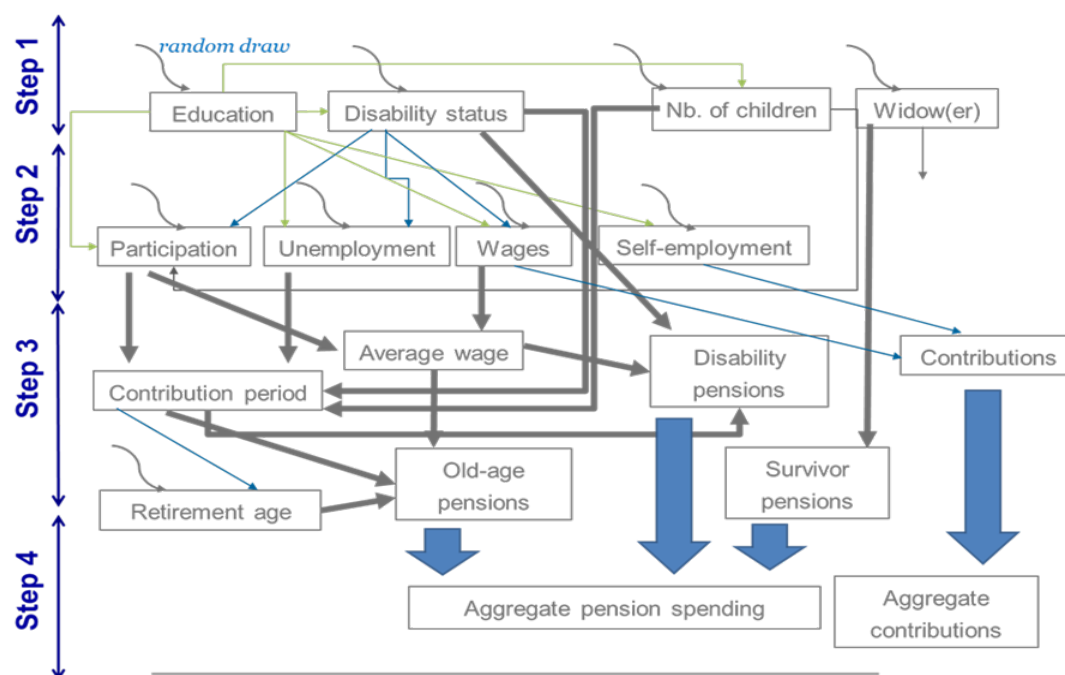 Step 1
random draw
Education
Disability status
Nb. of children
Widow(er)
Step 2
Participation
Unemployment
Wages
Self-employment
Step 3
Average wage
Disability
pensions
Contributions
Contribution period
Old-age
pensions
Survivor
pensions
Retirement age
Step 4
Aggregate pension spending
Aggregate
contributions